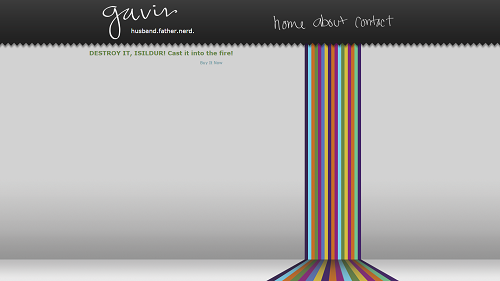 gavin
home about contact
husband.father.nerd.
DESTROY IT, ISILDUR! Cast it into the fire!